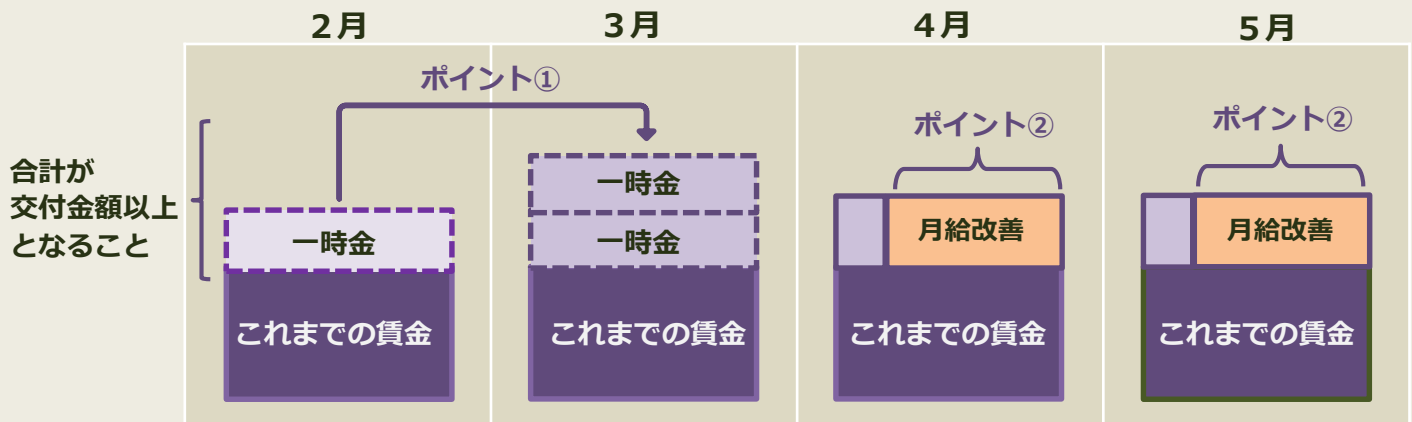 2月
3月
4月
5月
ポイント①
ポイント②
ポイント②
合計が
交付金額以上
となること
一時金
一時金
一時金
月給改善
月給改善
これまでの賃金
これまでの賃金
これまでの賃金
これまでの賃金